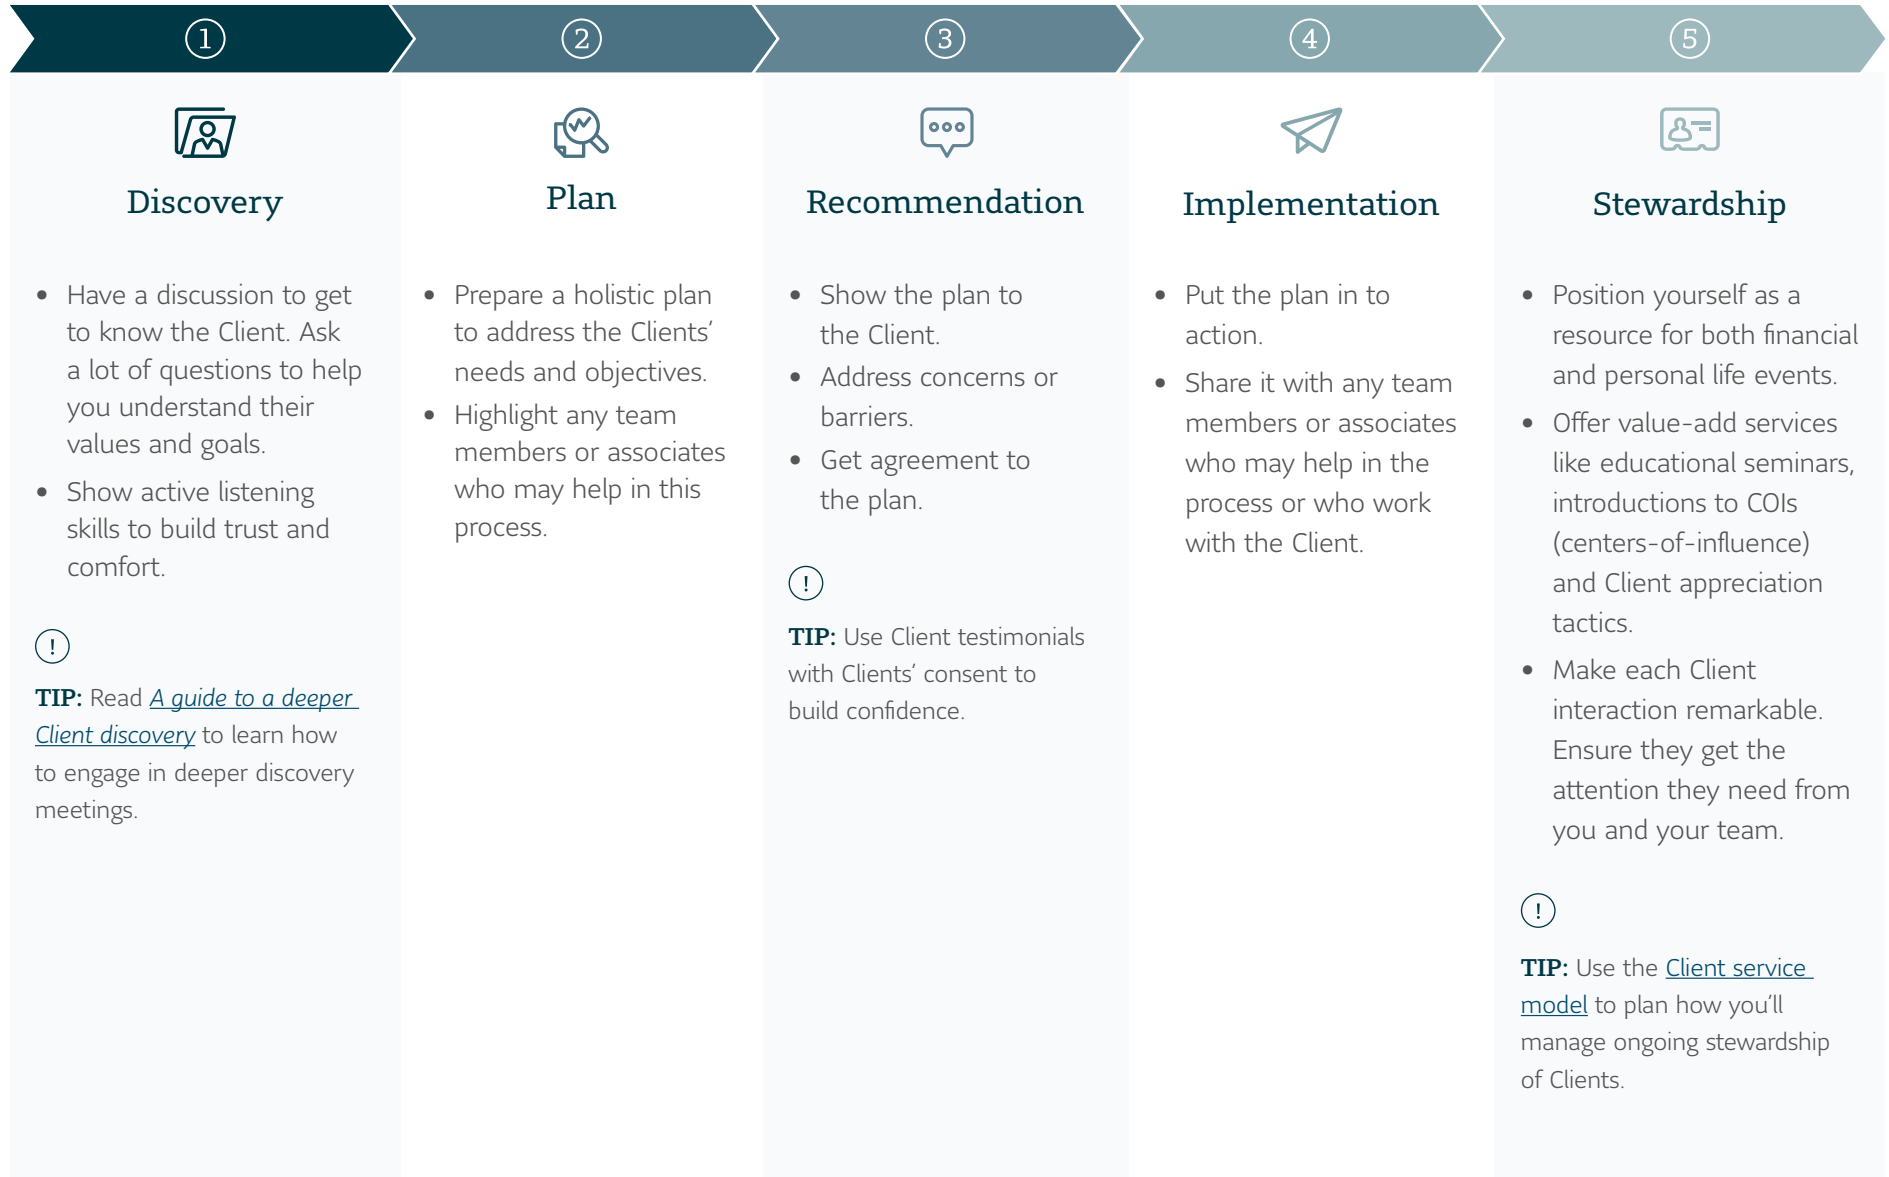 1
2
3
4
5
Discovery
• Have a discussion to get
to know the Client. Ask
a lot of questions to help
you understand their
values and goals.
• Show active listening
skills to build trust and
comfort.
!
TIP: Read A guide to a deeper
Client discovery to learn how
to engage in deeper discovery
meetings.
Plan
• Prepare a holistic plan
to address the Clients’
needs and objectives.
• Highlight any team
members or associates
who may help in this
process.
Recommendation
• Show the plan to
the Client.
• Address concerns or
barriers.
• Get agreement to
the plan.
!
TIP: Use Client testimonials
with Clients’ consent to
build confidence.
Implementation
• Put the plan in to
action.
• Share it with any team
members or associates
who may help in the
process or who work
with the Client.
Stewardship
• Position yourself as a
resource for both financial
and personal life events.
• Offer value-add services
like educational seminars,
introductions to COIs
(centers-of-influence)
and Client appreciation
tactics.
• Make each Client
interaction remarkable.
Ensure they get the
attention they need from
you and your team.
!
TIP: Use the Client service
model to plan how you’ll
manage ongoing stewardship
of Clients.